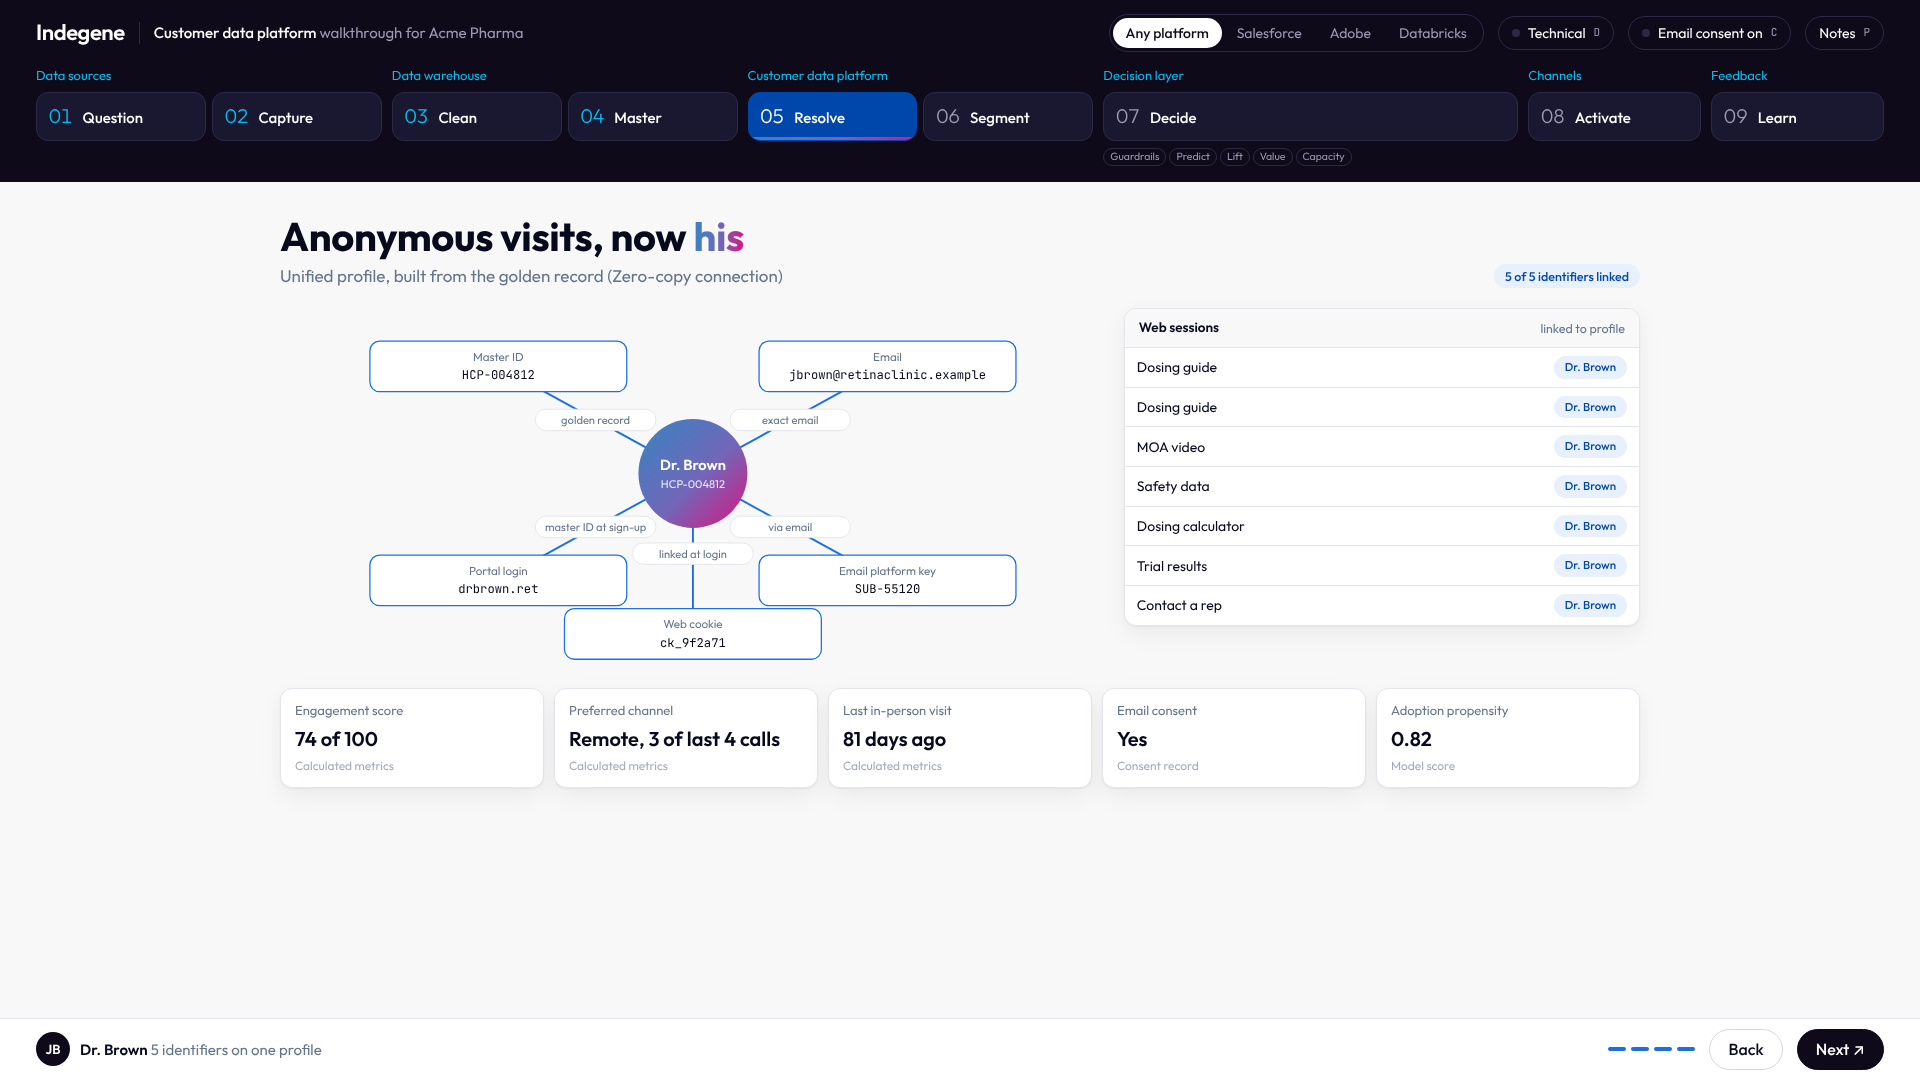 Indegene
Customer data platform walkthrough for Acme Pharma
Any platform
Salesforce
Adobe
Databricks
Technical D
Email consent on C
Notes P
Data sources
Data warehouse
Customer data platform
Decision layer
Channels
Feedback
01 Question
02 Capture
03 Clean
04 Master
05 Resolve
06 Segment
07 Decide
08 Activate
09 Learn
Guardrails
Predict
Lift
Value
Capacity
Anonymous visits, now his
Unified profile, built from the golden record (Zero-copy connection)
5 of 5 identifiers linked
Master ID
HCP-004812
Email
jbrown@retinaclinic.example
golden record
exact email
Dr. Brown
HCP-004812
master ID at sign-up
via email
linked at login
Portal login
drbrown.ret
Email platform key
SUB-55120
Web cookie
ck_9f2a71
Web sessions
linked to profile
Dosing guide
Dr. Brown
Dosing guide
Dr. Brown
MOA video
Dr. Brown
Safety data
Dr. Brown
Dosing calculator
Dr. Brown
Trial results
Dr. Brown
Contact a rep
Dr. Brown
Engagement score
74 of 100
Calculated metrics
Preferred channel
Remote, 3 of last 4 calls
Calculated metrics
Last in-person visit
81 days ago
Calculated metrics
Email consent
Yes
Consent record
Adoption propensity
0.82
Model score
JB
Dr. Brown 5 identifiers on one profile
Back
Next ↗